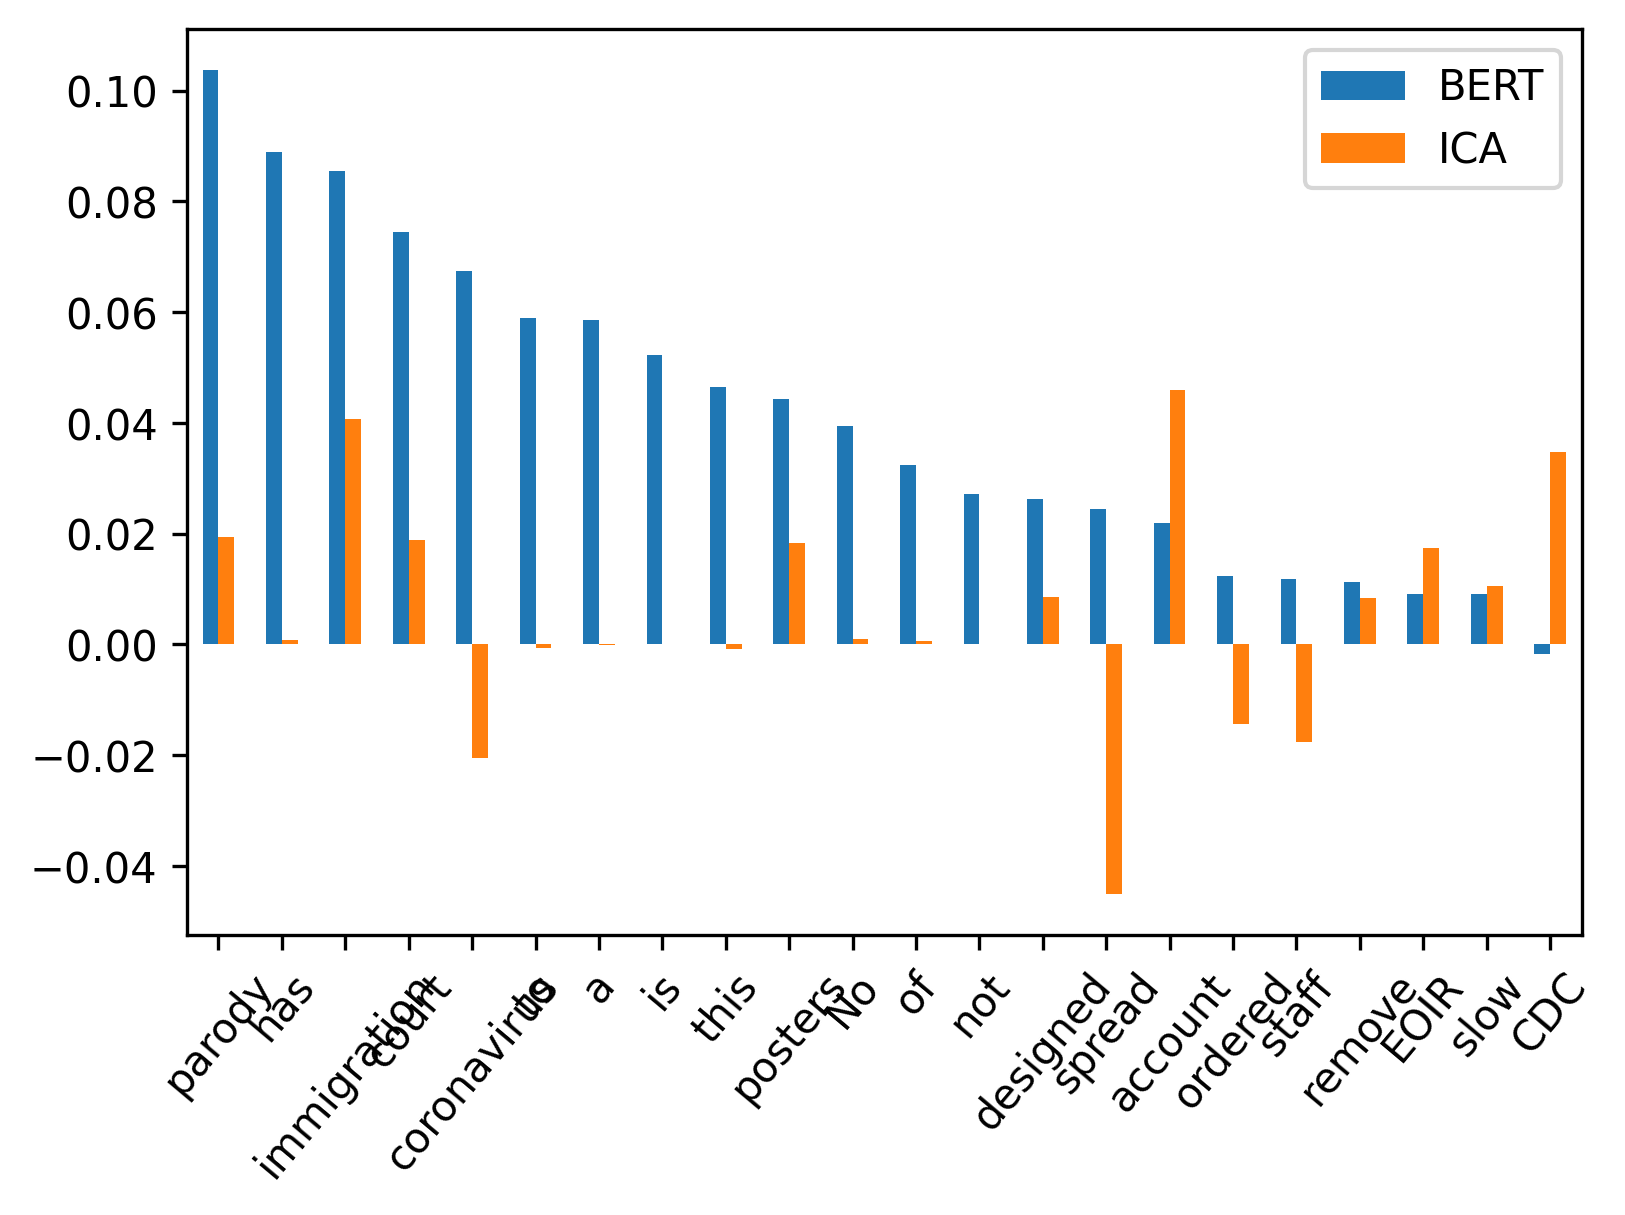 BERT
ICA
0.10
0.08
0.06
0.04
0.02
0.00
−0.02
−0.04
parody
has
immigration
court
coronavirus
to
a
is
this
posters
No
of
not
designed
spread
account
ordered
staff
remove
EOIR
slow
CDC